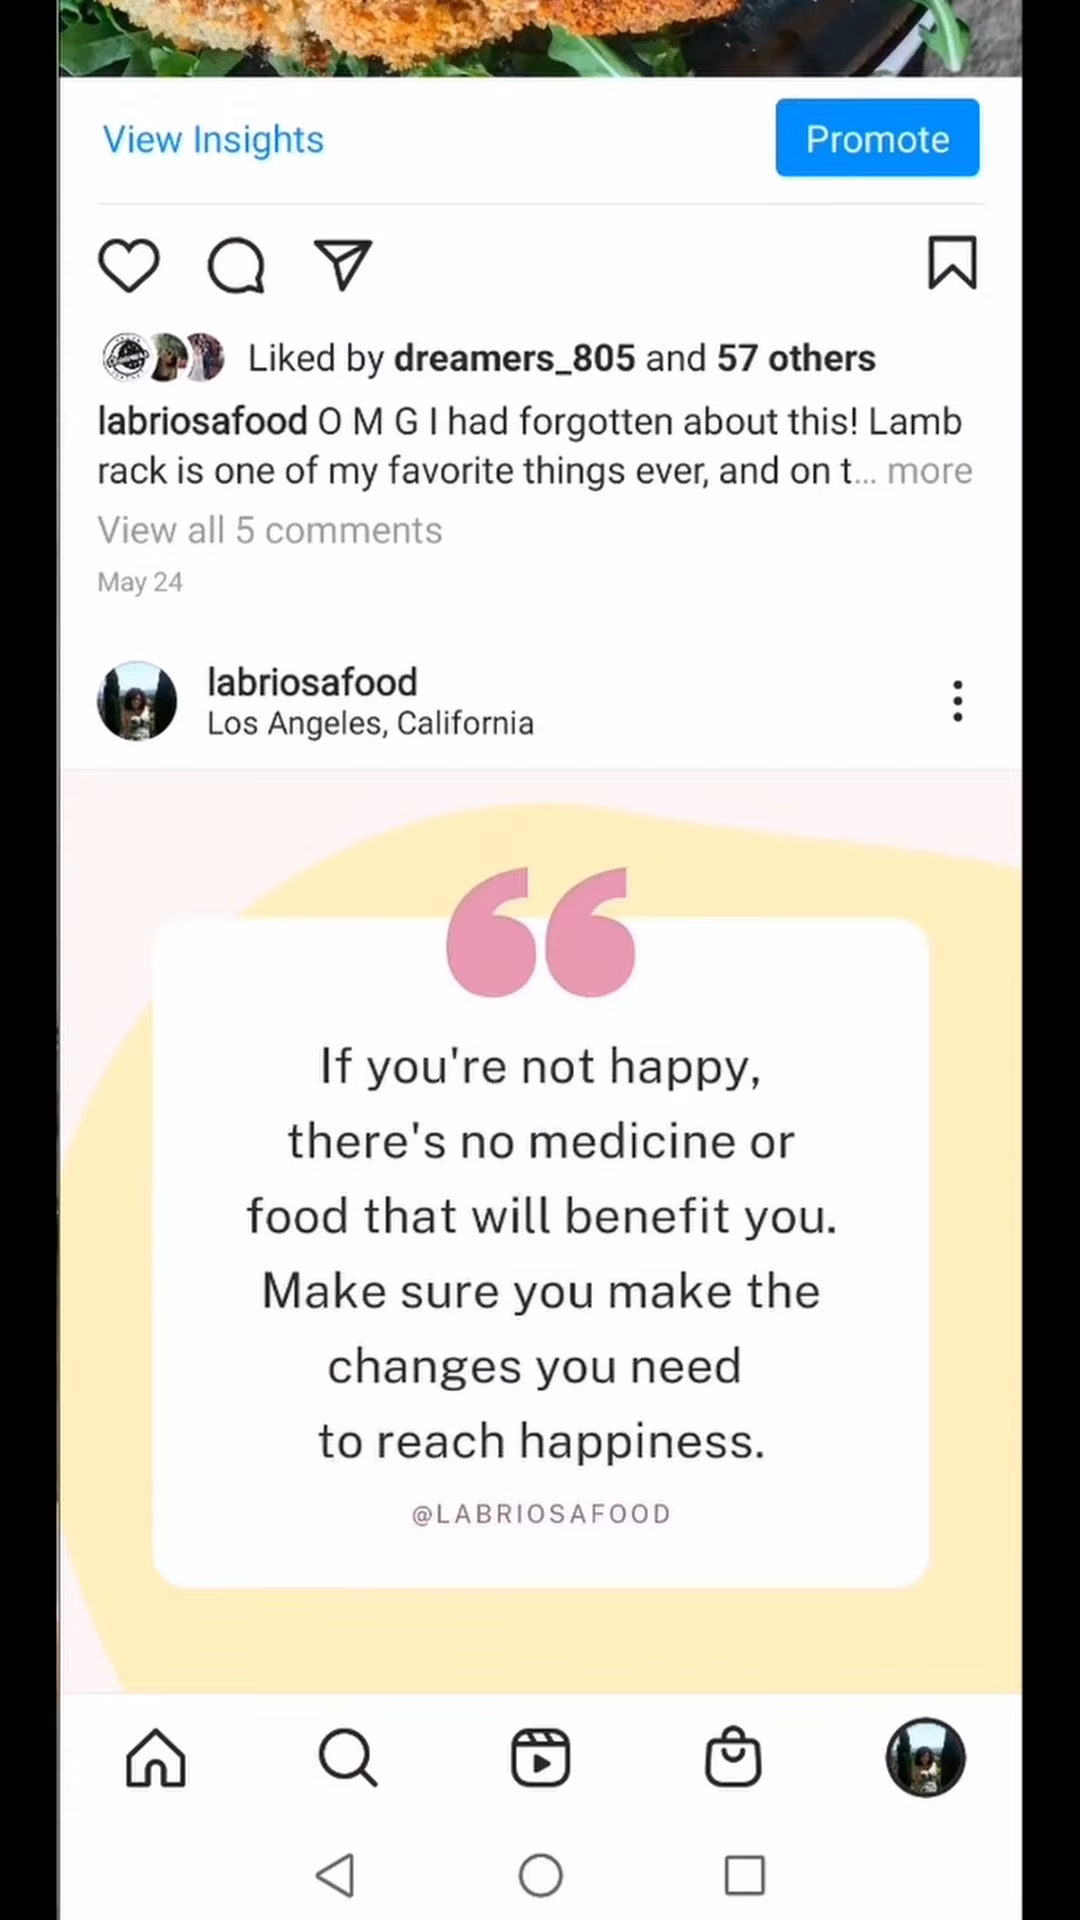 View Insights
Promote
Liked by dreamers_805 and 57 others
labriosafood O M G I had forgotten about this! Lamb
rack is one of my favorite things ever, and on t... more
View all 5 comments
May 24
labriosafood
Los Angeles, California
If you're not happy,
there's no medicine or
food that will benefit you.
Make sure you make the
changes you need
to reach happiness.
@LABRIOSAFOOD